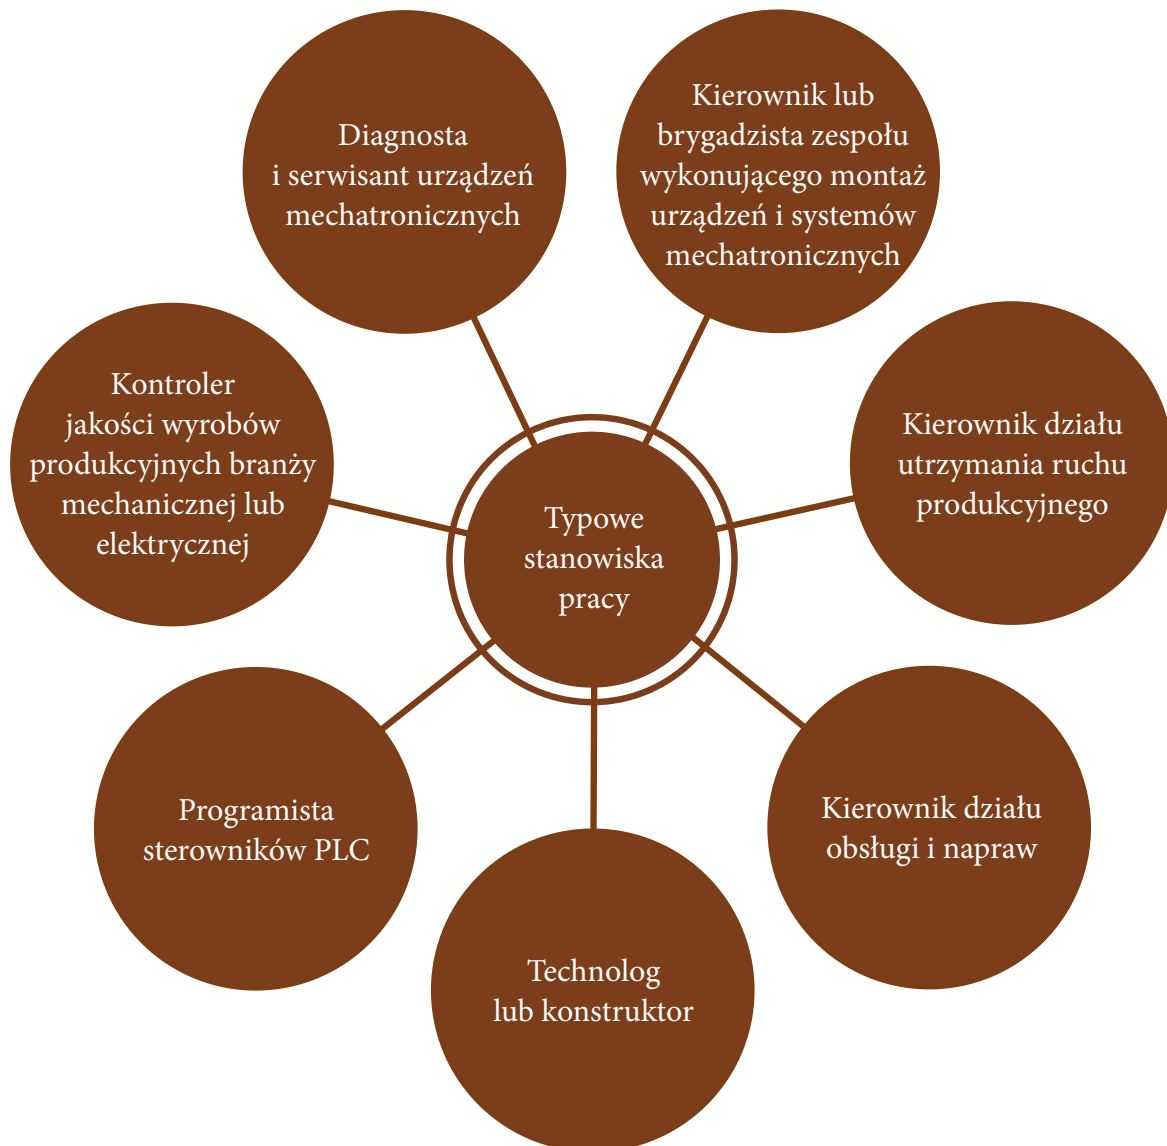 Diagnosta
i serwisant urządzeń
mechatronicznych
Kierownik lub
brygadzista zespołu
wykonującego montaż
urządzeń i systemów
mechatronicznych
Kontroler
jakości wyrobów
produkcyjnych branży
mechanicznej lub
elektrycznej
Kierownik działu
utrzymania ruchu
produkcyjnego
Typowe
stanowiska
pracy
Programista
sterowników PLC
Kierownik działu
obsługi i napraw
Technolog
lub konstruktor